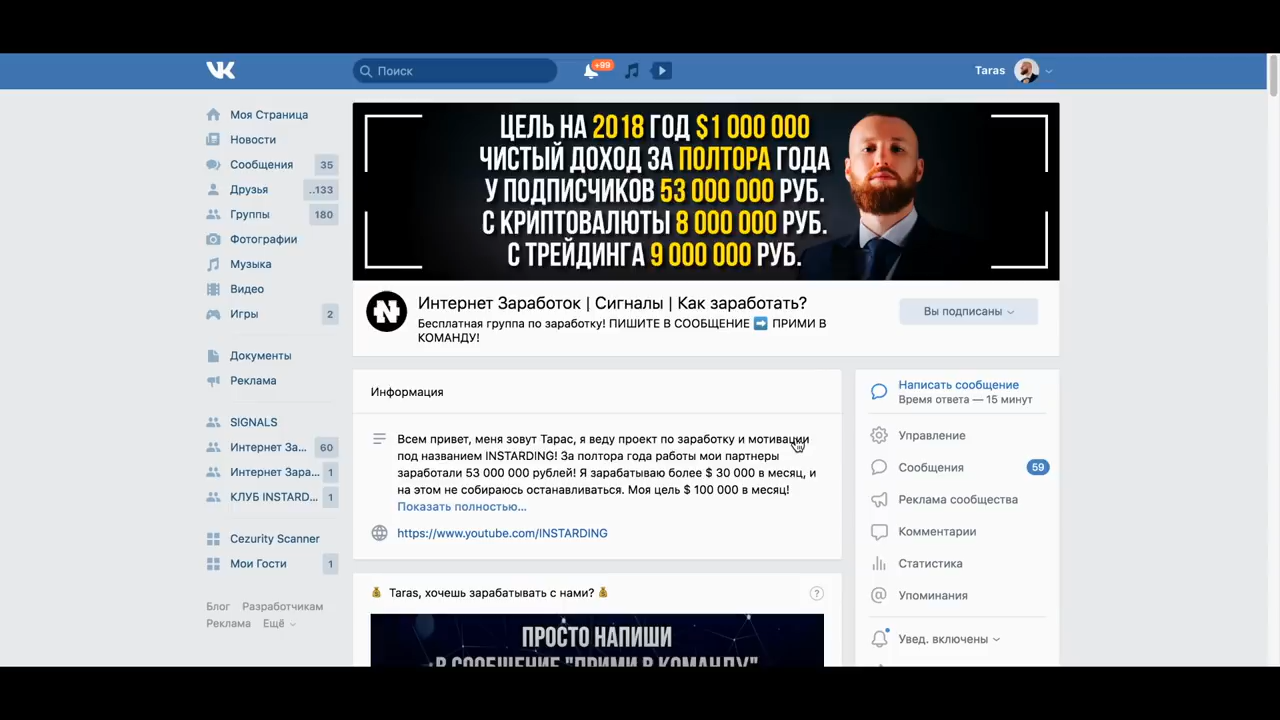 Поиск
+99
Taras
Моя Страница
Новости
Сообщения 35
Друзья ..133
Группы 180
Фотографии
Музыка
Видео
Игры 2
Документы
Реклама
SIGNALS
Интернет За... 60
Интернет Зара... 1
КЛУБ INSTARD... 1
Cezurity Scanner
Мои Гости 1
Блог Разработчикам
Реклама Ещё
ЦЕЛЬ НА 2018 ГОД $1 000 000
ЧИСТЫЙ ДОХОД ЗА ПОЛТОРА ГОДА
У ПОДПИСЧИКОВ 53 000 000 РУБ.
С КРИПТОВАЛЮТЫ 8 000 000 РУБ.
С ТРЕЙДИНГА 9 000 000 РУБ.
Интернет Заработок | Сигналы | Как заработать?
Бесплатная группа по заработку! ПИШИТЕ В СООБЩЕНИЕ ➡ ПРИМИ В
КОМАНДУ!
Вы подписаны
Информация
Всем привет, меня зовут Тарас, я веду проект по заработку и мотивации
под названием INSTARDING! За полтора года работы мои партнеры
заработали 53 000 000 рублей! Я зарабатываю более $ 30 000 в месяц, и
на этом не собираюсь останавливаться. Моя цель $ 100 000 в месяц!
Показать полностью...
https://www.youtube.com/INSTARDING
💰 Taras, хочешь зарабатывать с нами? 💰
?
ПРОСТО НАПИШИ
В СООБЩЕНИЕ "ПРИМИ В КОМАНДУ"
Написать сообщение
Время ответа — 15 минут
Управление
Сообщения 59
Реклама сообщества
Комментарии
Статистика
Упоминания
Увед. включены